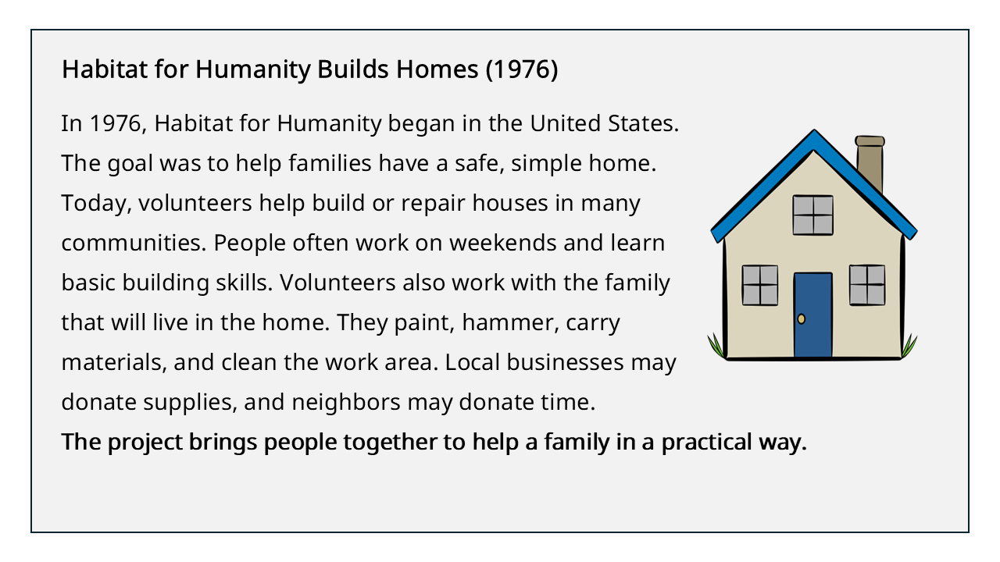 Habitat for Humanity Builds Homes (1976)
In 1976, Habitat for Humanity began in the United States.
The goal was to help families have a safe, simple home.
Today, volunteers help build or repair houses in many
communities. People often work on weekends and learn
basic building skills. Volunteers also work with the family
that will live in the home. They paint, hammer, carry
materials, and clean the work area. Local businesses may
donate supplies, and neighbors may donate time.
The project brings people together to help a family in a practical way.